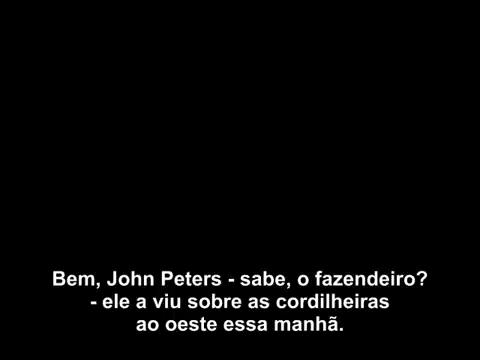 Bem, John Peters - sabe, o fazendeiro?
- ele a viu sobre as cordilheiras
ao oeste essa manhã.